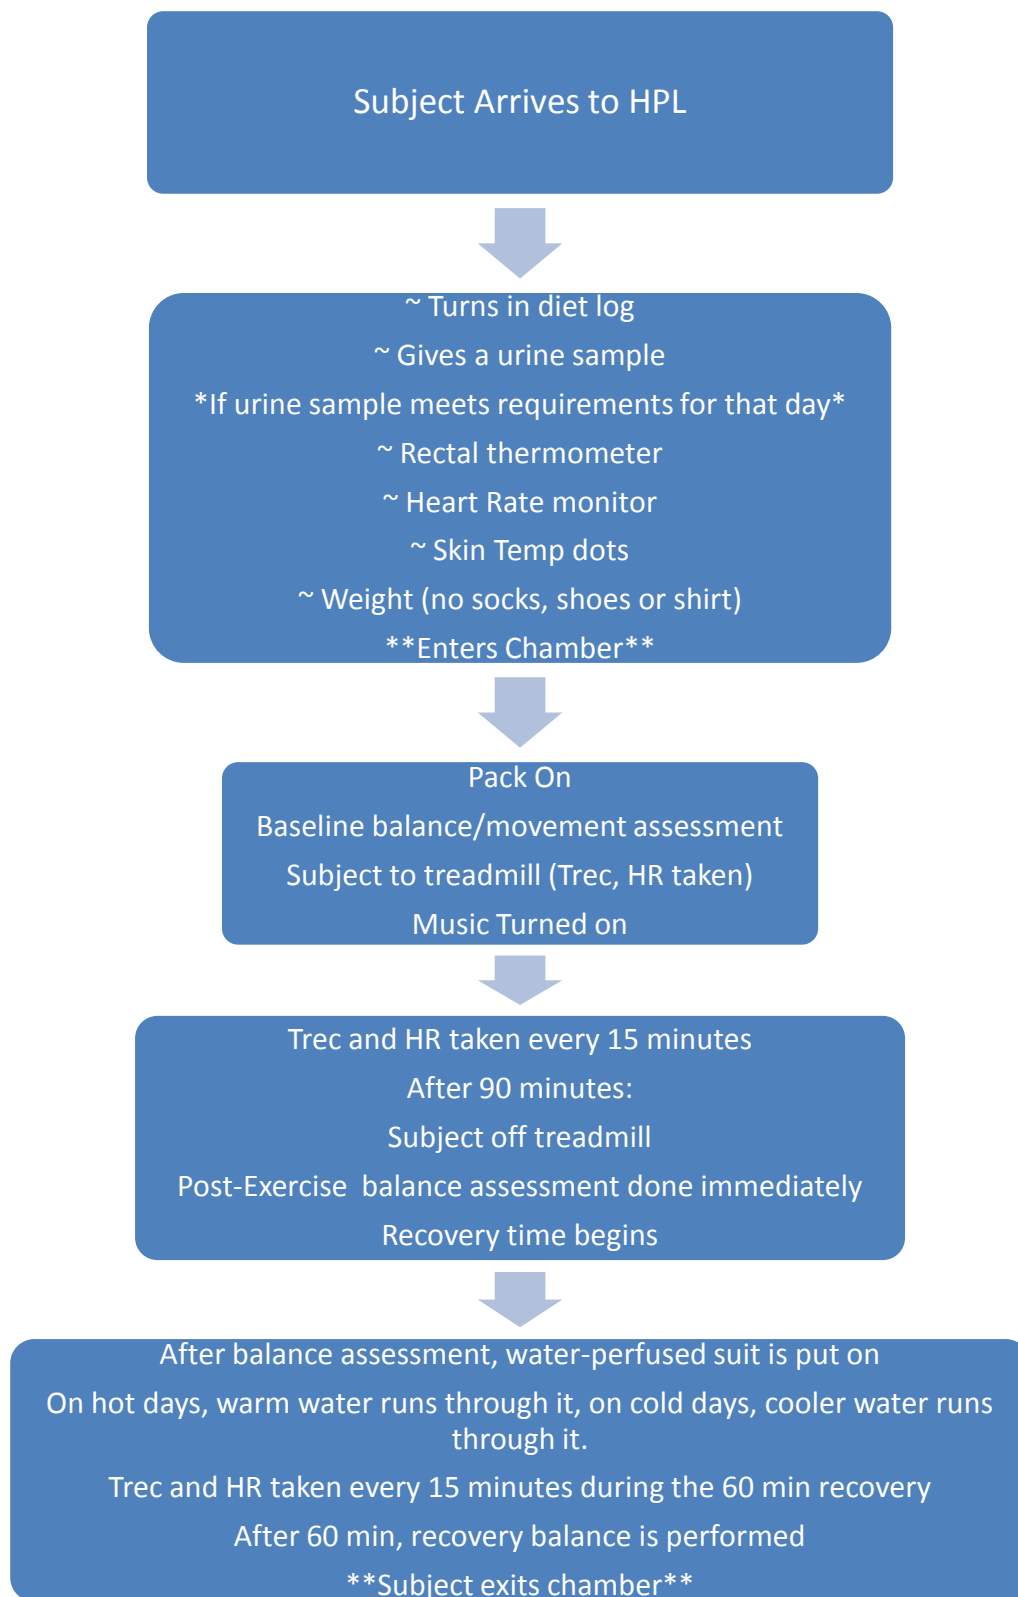 Subject Arrives to HPL
~ Turns in diet log
~ Gives a urine sample
*If urine sample meets requirements for that day*
~ Rectal thermometer
~ Heart Rate monitor
~ Skin Temp dots
~ Weight (no socks, shoes or shirt)
**Enters Chamber**
Pack On
Baseline balance/movement assessment
Subject to treadmill (Trec, HR taken)
Music Turned on
Trec and HR taken every 15 minutes
After 90 minutes:
Subject off treadmill
Post-Exercise  balance assessment done immediately
Recovery time begins
After balance assessment, water-perfused suit is put on
On hot days, warm water runs through it, on cold days, cooler water runs
through it.
Trec and HR taken every 15 minutes during the 60 min recovery
After 60 min, recovery balance is performed
**Subject exits chamber**